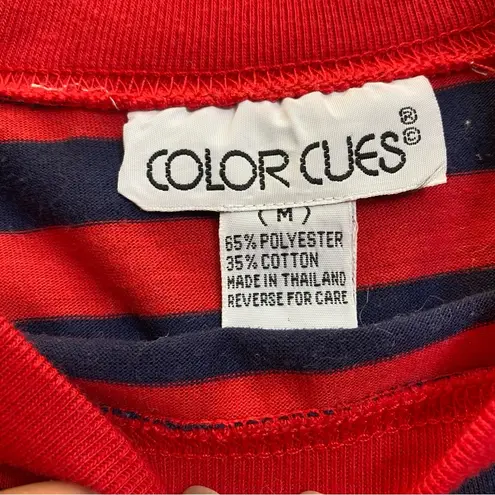 COLOR CUES ® ©
( M )
65% POLYESTER
35% COTTON
MADE IN THAILAND
REVERSE FOR CARE